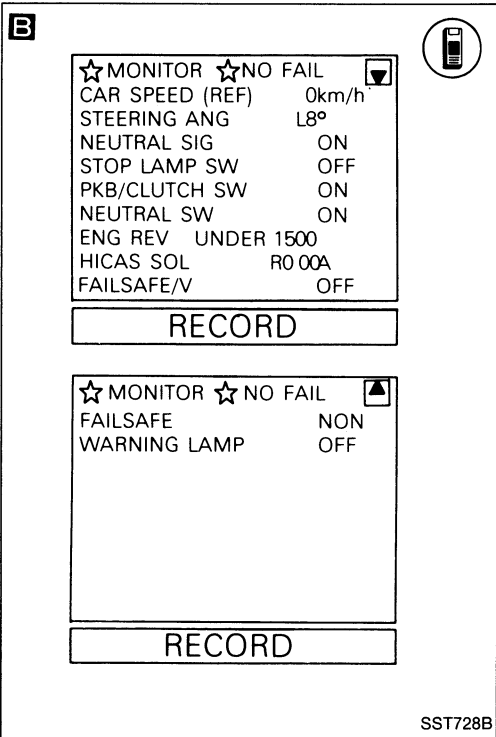 B
☆MONITOR ☆NO FAIL ▼
CAR SPEED (REF) 0km/h
STEERING ANG L8º
NEUTRAL SIG ON
STOP LAMP SW OFF
PKB/CLUTCH SW ON
NEUTRAL SW ON
ENG REV UNDER 1500
HICAS SOL R0 00A
FAILSAFE/V OFF
RECORD
☆MONITOR ☆NO FAIL ▲
FAILSAFE NON
WARNING LAMP OFF
RECORD
SST728B